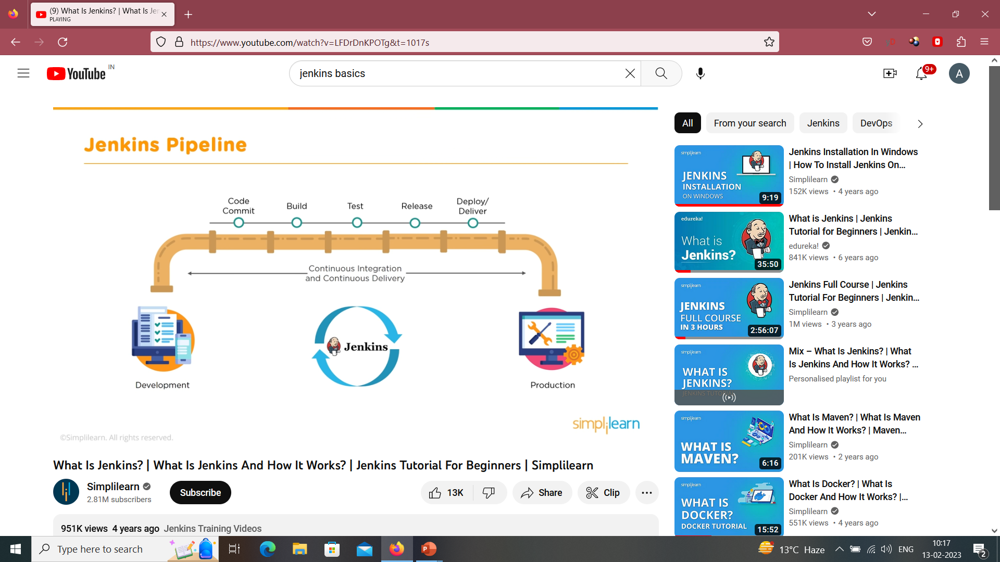 (9) What Is Jenkins? | What Is Jen
PLAYING
https://www.youtube.com/watch?v=LFDrDnKPOTg&t=1017s
YouTube IN
jenkins basics
9+
A
Jenkins Pipeline
Code
Commit
Build
Test
Release
Deploy/
Deliver
Continuous Integration
and Continuous Delivery
Jenkins
Development
Production
simplilearn
©Simplilearn. All rights reserved.
What Is Jenkins? | What Is Jenkins And How It Works? | Jenkins Tutorial For Beginners | Simplilearn
Simplilearn
2.81M subscribers
Subscribe
13K
Share
Clip
951K views 4 years ago Jenkins Training Videos
All
From your search
Jenkins
DevOps
simplilearn
JENKINS
INSTALLATION
ON WINDOWS
9:19
Jenkins Installation In Windows
| How To Install Jenkins On...
Simplilearn
152K views • 4 years ago
edureka!
What is
Jenkins?
35:50
What is Jenkins | Jenkins
Tutorial for Beginners | Jenkin...
edureka!
841K views • 6 years ago
simplilearn
JENKINS
FULL COURSE
IN 3 HOURS
2:56:07
Jenkins Full Course | Jenkins
Tutorial For Beginners | Jenkin...
Simplilearn
1M views • 3 years ago
simplilearn
WHAT IS
JENKINS?
JENKINS TUTORIAL
Mix – What Is Jenkins? | What
Is Jenkins And How It Works? ...
Personalised playlist for you
simplilearn
WHAT IS
MAVEN?
6:16
What Is Maven? | What Is Maven
And How It Works? | Maven...
Simplilearn
201K views • 2 years ago
simplilearn
WHAT IS
DOCKER?
DOCKER TUTORIAL
15:52
What Is Docker? | What Is
Docker And How It Works? |...
Simplilearn
551K views • 4 years ago
Type here to search
P
13°C Haze
ENG
10:17
13-02-2023
2